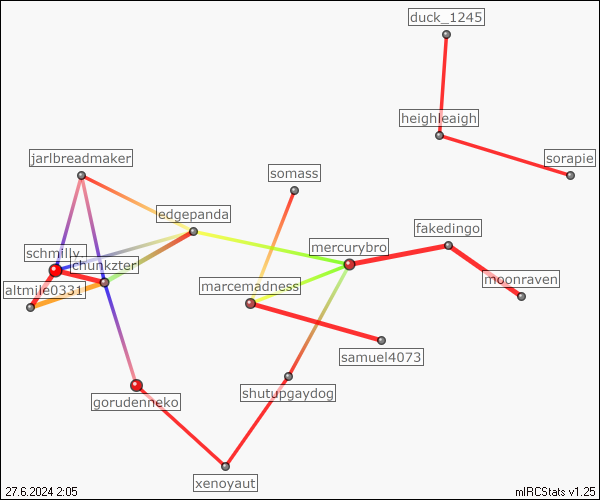 duck_1245
heighleaigh
jarlbreadmaker
sorapie
somass
edgepanda
fakedingo
schmilly_
mercurybro
chunkzter
moonraven
altmile0331
marcemadness
samuel4073
shutupgaydog
gorudenneko
xenoyaut
27.6.2024 2:05
mIRCStats v1.25